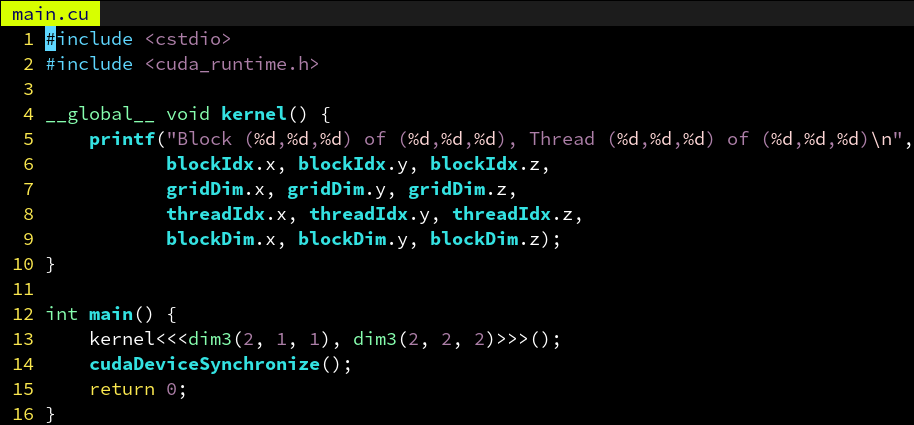 main.cu
1 #include <cstdio>
2 #include <cuda_runtime.h>
3
4 __global__ void kernel() {
5     printf("Block (%d,%d,%d) of (%d,%d,%d), Thread (%d,%d,%d) of (%d,%d,%d)\n",
6            blockIdx.x, blockIdx.y, blockIdx.z,
7            gridDim.x, gridDim.y, gridDim.z,
8            threadIdx.x, threadIdx.y, threadIdx.z,
9            blockDim.x, blockDim.y, blockDim.z);
10 }
11
12 int main() {
13     kernel<<<dim3(2, 1, 1), dim3(2, 2, 2)>>>();
14     cudaDeviceSynchronize();
15     return 0;
16 }